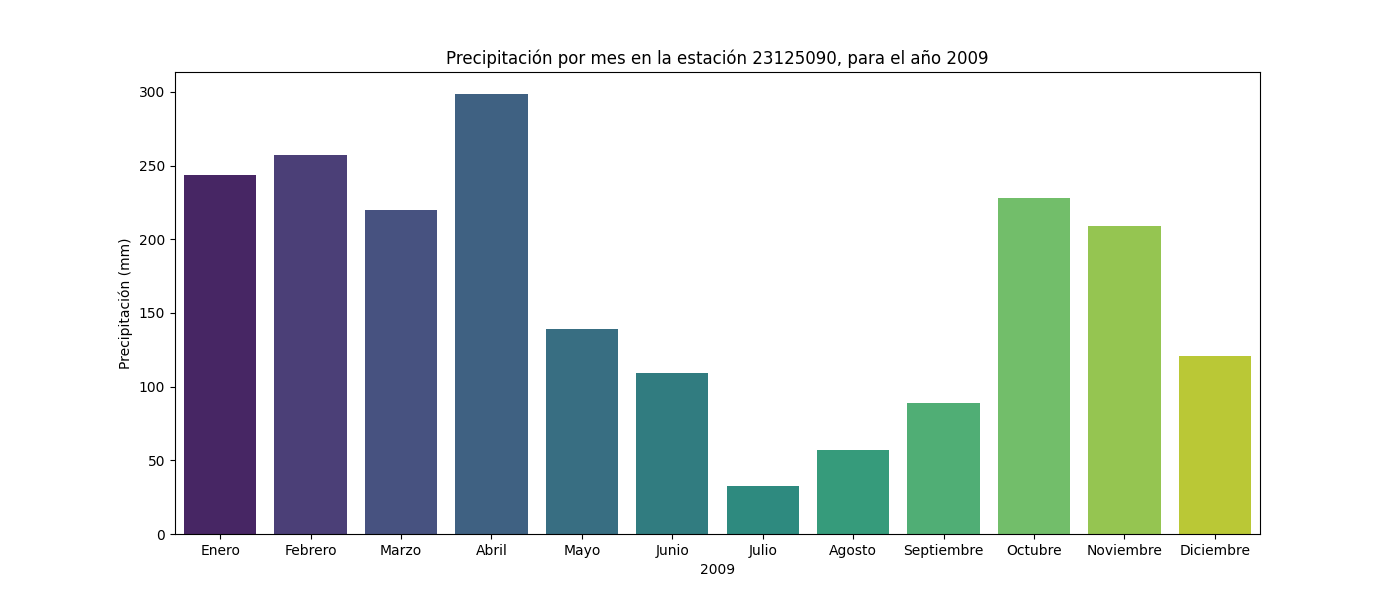 Precipitación por mes en la estación 23125090, para el año 2009
Precipitación (mm)
300
250
200
150
100
50
0
Enero Febrero Marzo Abril Mayo Junio Julio Agosto Septiembre Octubre Noviembre Diciembre
2009